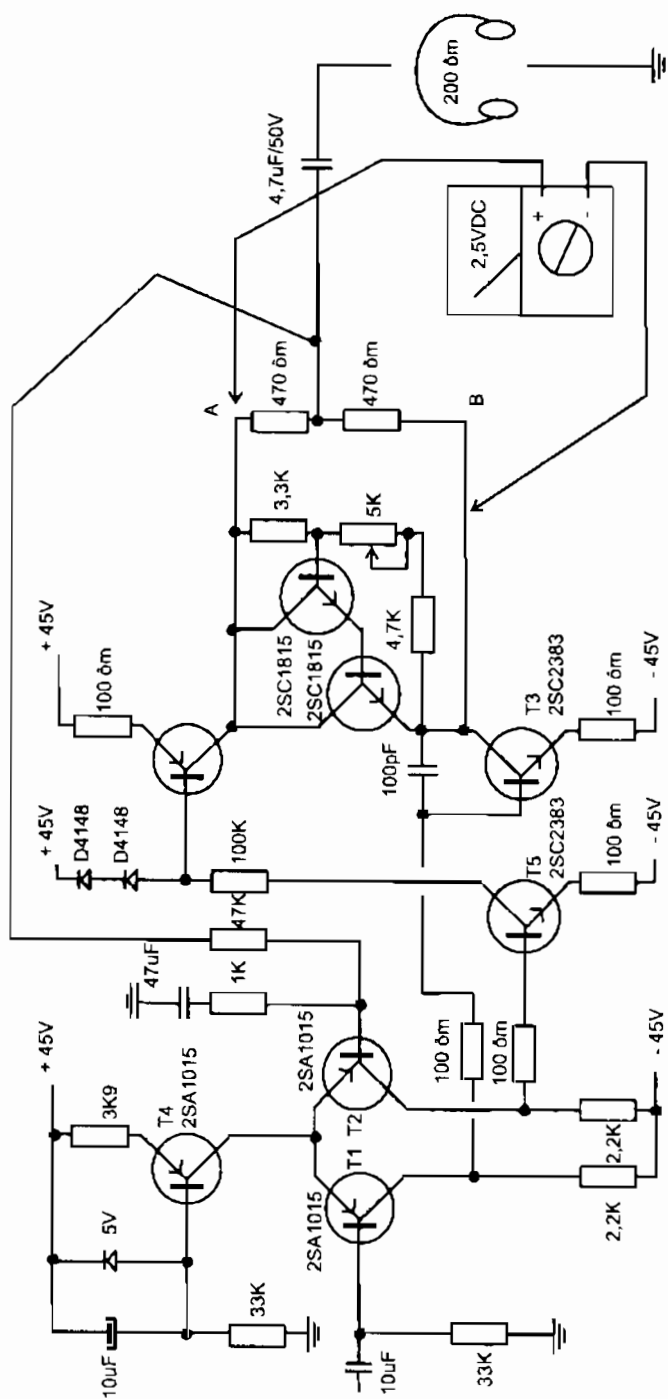 + 45V
10uF
5V
3K9
T4
2SA1015
33K
10uF
33K
2SA1015
T1
T2
2SA1015
2,2K
2,2K
- 45V
47uF
1K
47K
100 ôm
100 ôm
+ 45V
D4148
D4148
100K
T5
2SC2383
100 ôm
- 45V
+ 45V
100 ôm
2SC1815
2SC1815
100pF
4,7K
3,3K
5K
T3
2SC2383
100 ôm
- 45V
A
470 ôm
470 ôm
B
4,7uF/50V
2,5VDC
+
-
200 ôm